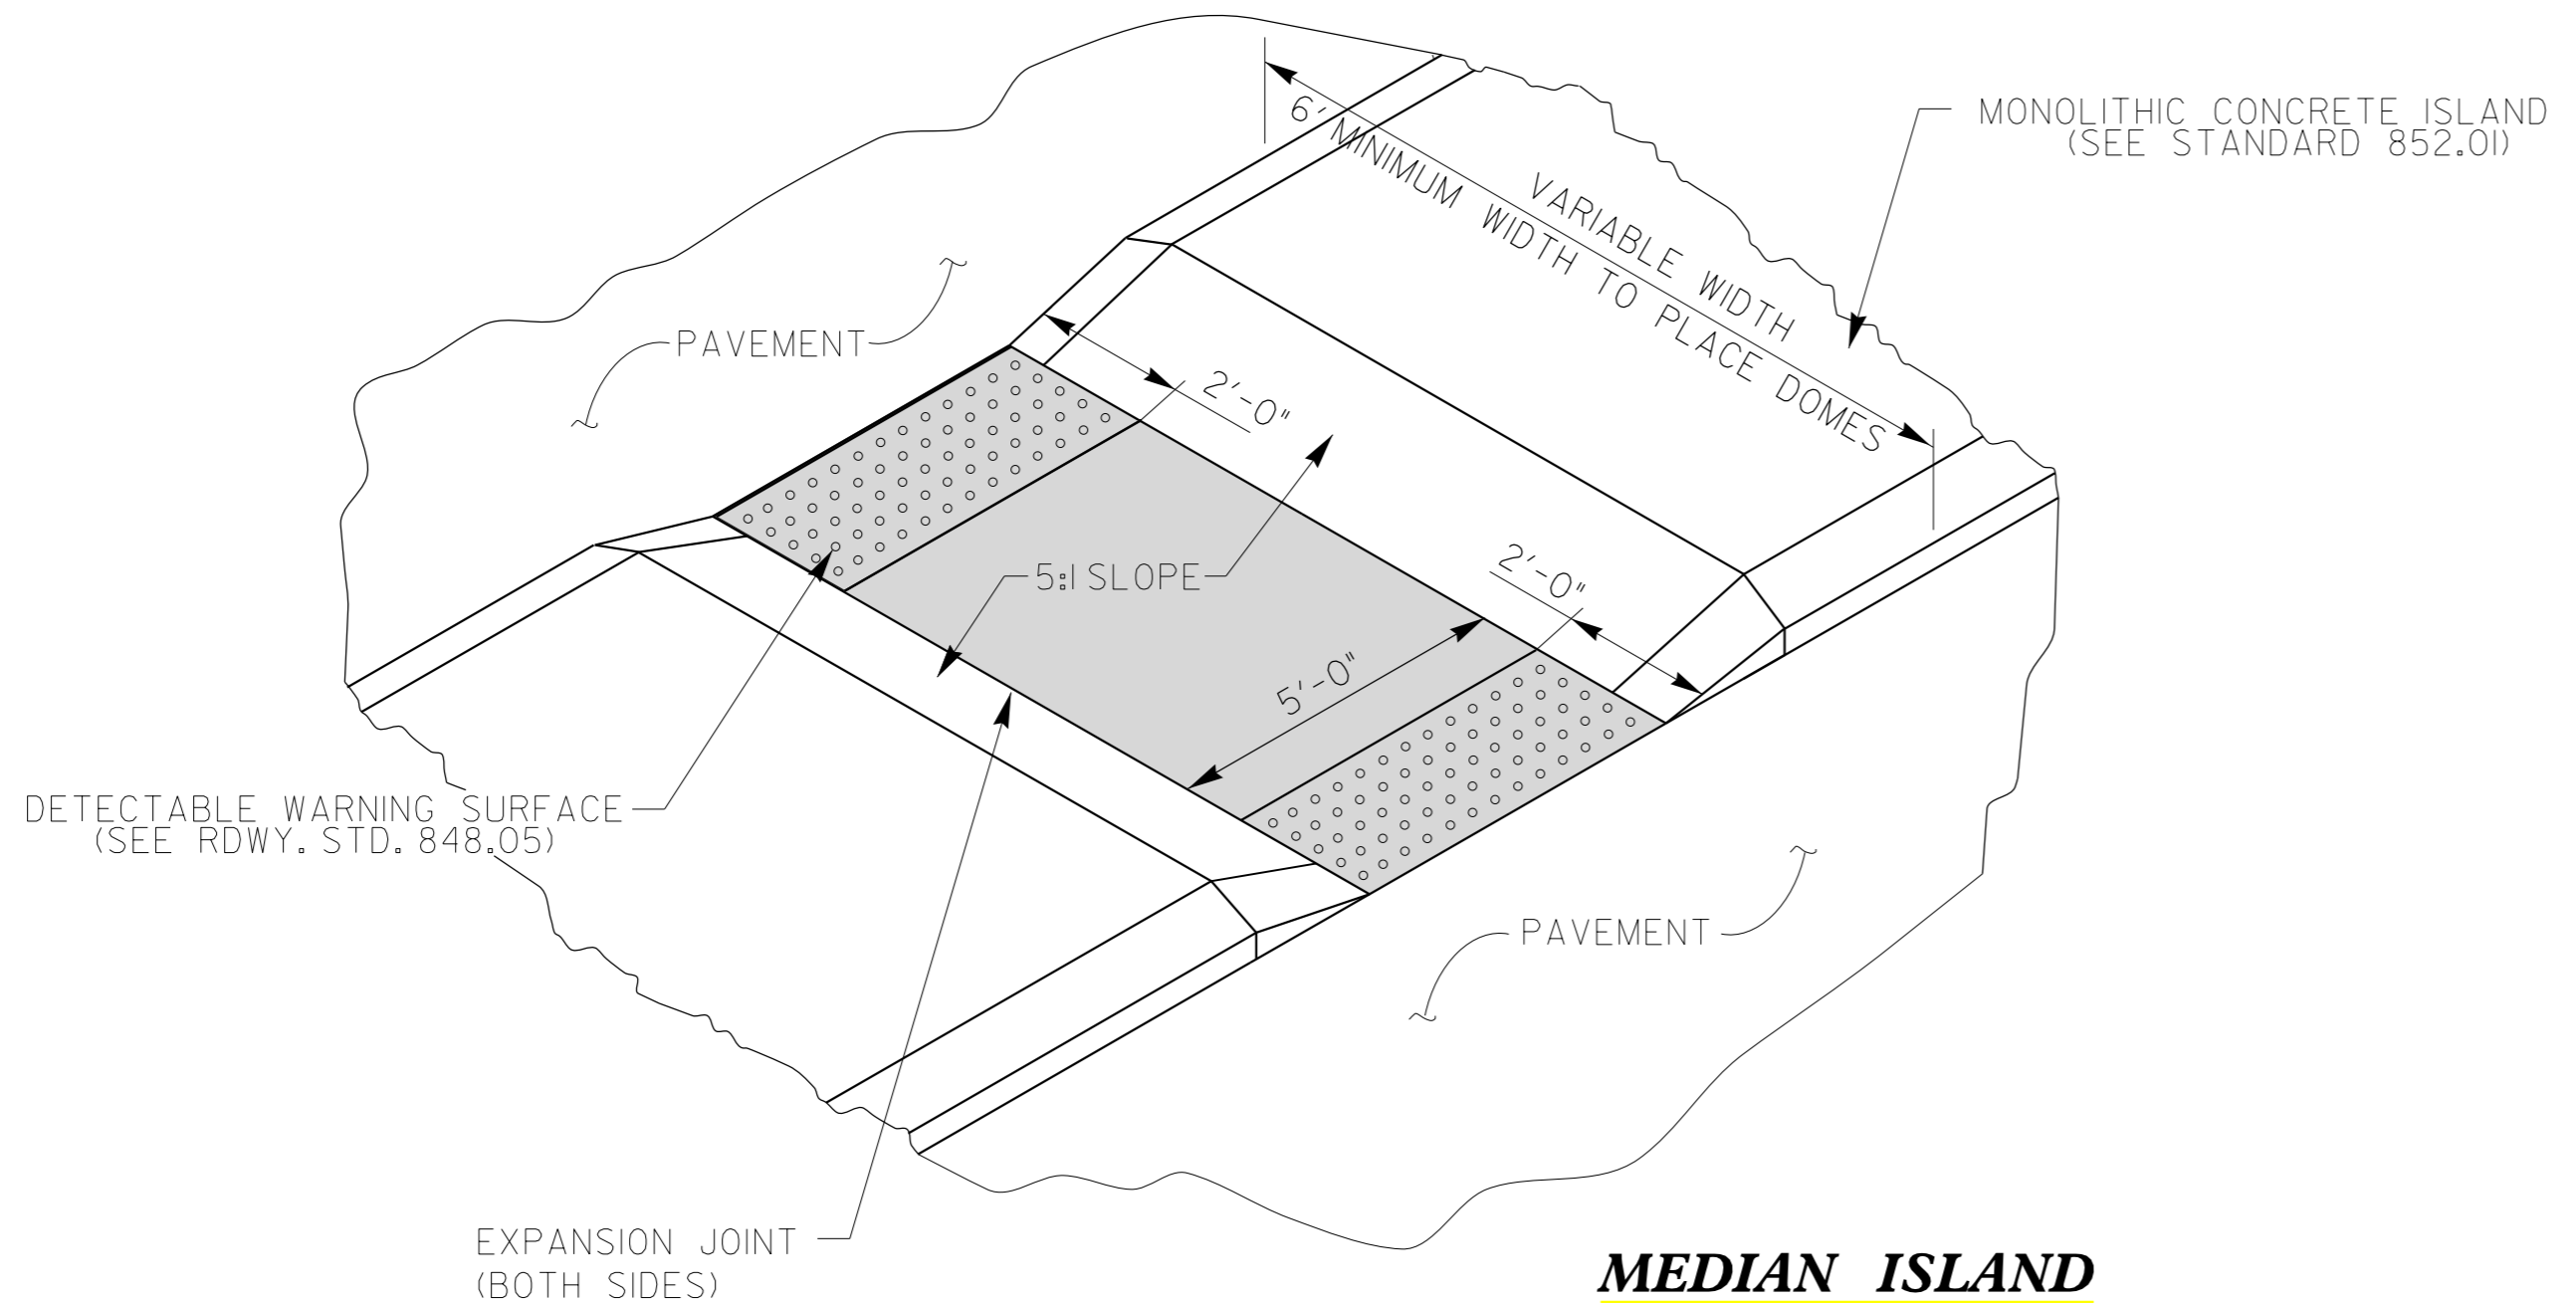 MONOLITHIC CONCRETE ISLAND
(SEE STANDARD 852.01)
VARIABLE WIDTH
6' MINIMUM WIDTH TO PLACE DOMES
PAVEMENT
2'-0"
5:1 SLOPE
2'-0"
5'-0"
DETECTABLE WARNING SURFACE
(SEE RDWY. STD. 848.05)
PAVEMENT
EXPANSION JOINT
(BOTH SIDES)
MEDIAN ISLAND